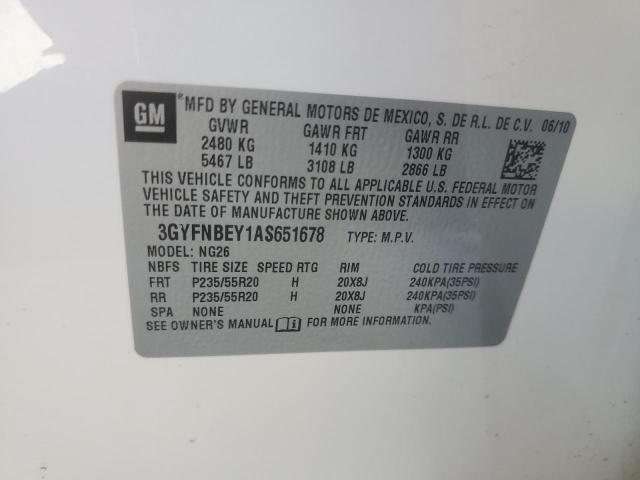 GM
*MFD BY GENERAL MOTORS DE MEXICO, S. DE R.L. DE C.V. 06/10
GVWR GAWR FRT GAWR RR
2480 KG 1410 KG 1300 KG
5467 LB 3108 LB 2866 LB
THIS VEHICLE CONFORMS TO ALL APPLICABLE U.S. FEDERAL MOTOR
VEHICLE SAFETY AND THEFT PREVENTION STANDARDS IN EFFECT ON
THE DATE OF MANUFACTURE SHOWN ABOVE.
3GYFNBEY1AS651678 TYPE: M.P.V.
MODEL: NG26
NBFS TIRE SIZE SPEED RTG RIM COLD TIRE PRESSURE
FRT P235/55R20 H 20X8J 240KPA(35PSI)
RR P235/55R20 H 20X8J 240KPA(35PSI)
SPA NONE NONE KPA(PSI)
SEE OWNER'S MANUAL FOR MORE INFORMATION.